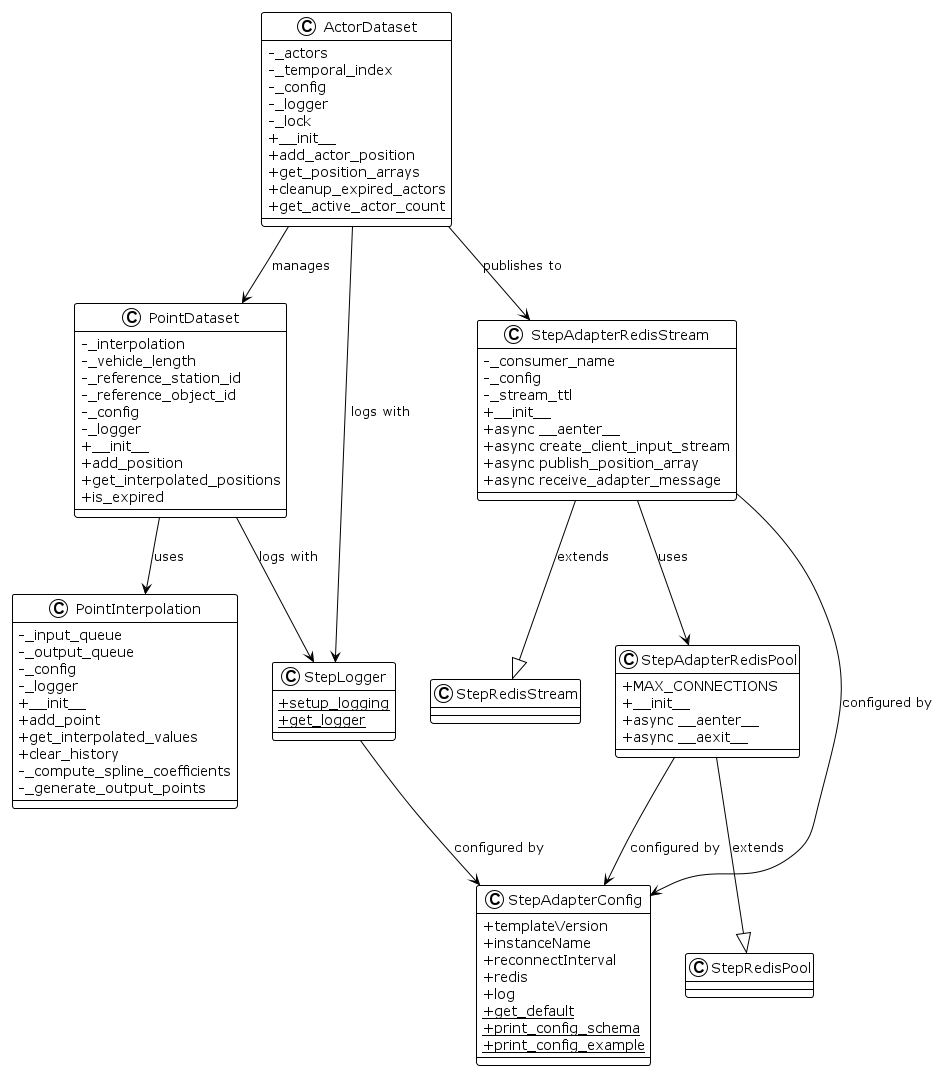 C ActorDataset
-_actors
-_temporal_index
-_config
-_logger
-_lock
+__init__
+add_actor_position
+get_position_arrays
+cleanup_expired_actors
+get_active_actor_count
manages
publishes to
C PointDataset
-_interpolation
-_vehicle_length
-_reference_station_id
-_reference_object_id
-_config
-_logger
+__init__
+add_position
+get_interpolated_positions
+is_expired
logs with
C StepAdapterRedisStream
-_consumer_name
-_config
-_stream_ttl
+__init__
+async __aenter__
+async create_client_input_stream
+async publish_position_array
+async receive_adapter_message
uses
logs with
extends
uses
C PointInterpolation
-_input_queue
-_output_queue
-_config
-_logger
+__init__
+add_point
+get_interpolated_values
+clear_history
-_compute_spline_coefficients
-_generate_output_points
C StepLogger
+setup_logging
+get_logger
C StepRedisStream
C StepAdapterRedisPool
+MAX_CONNECTIONS
+__init__
+async __aenter__
+async __aexit__
configured by
configured by
configured by
extends
C StepAdapterConfig
+templateVersion
+instanceName
+reconnectInterval
+redis
+log
+get_default
+print_config_schema
+print_config_example
C StepRedisPool